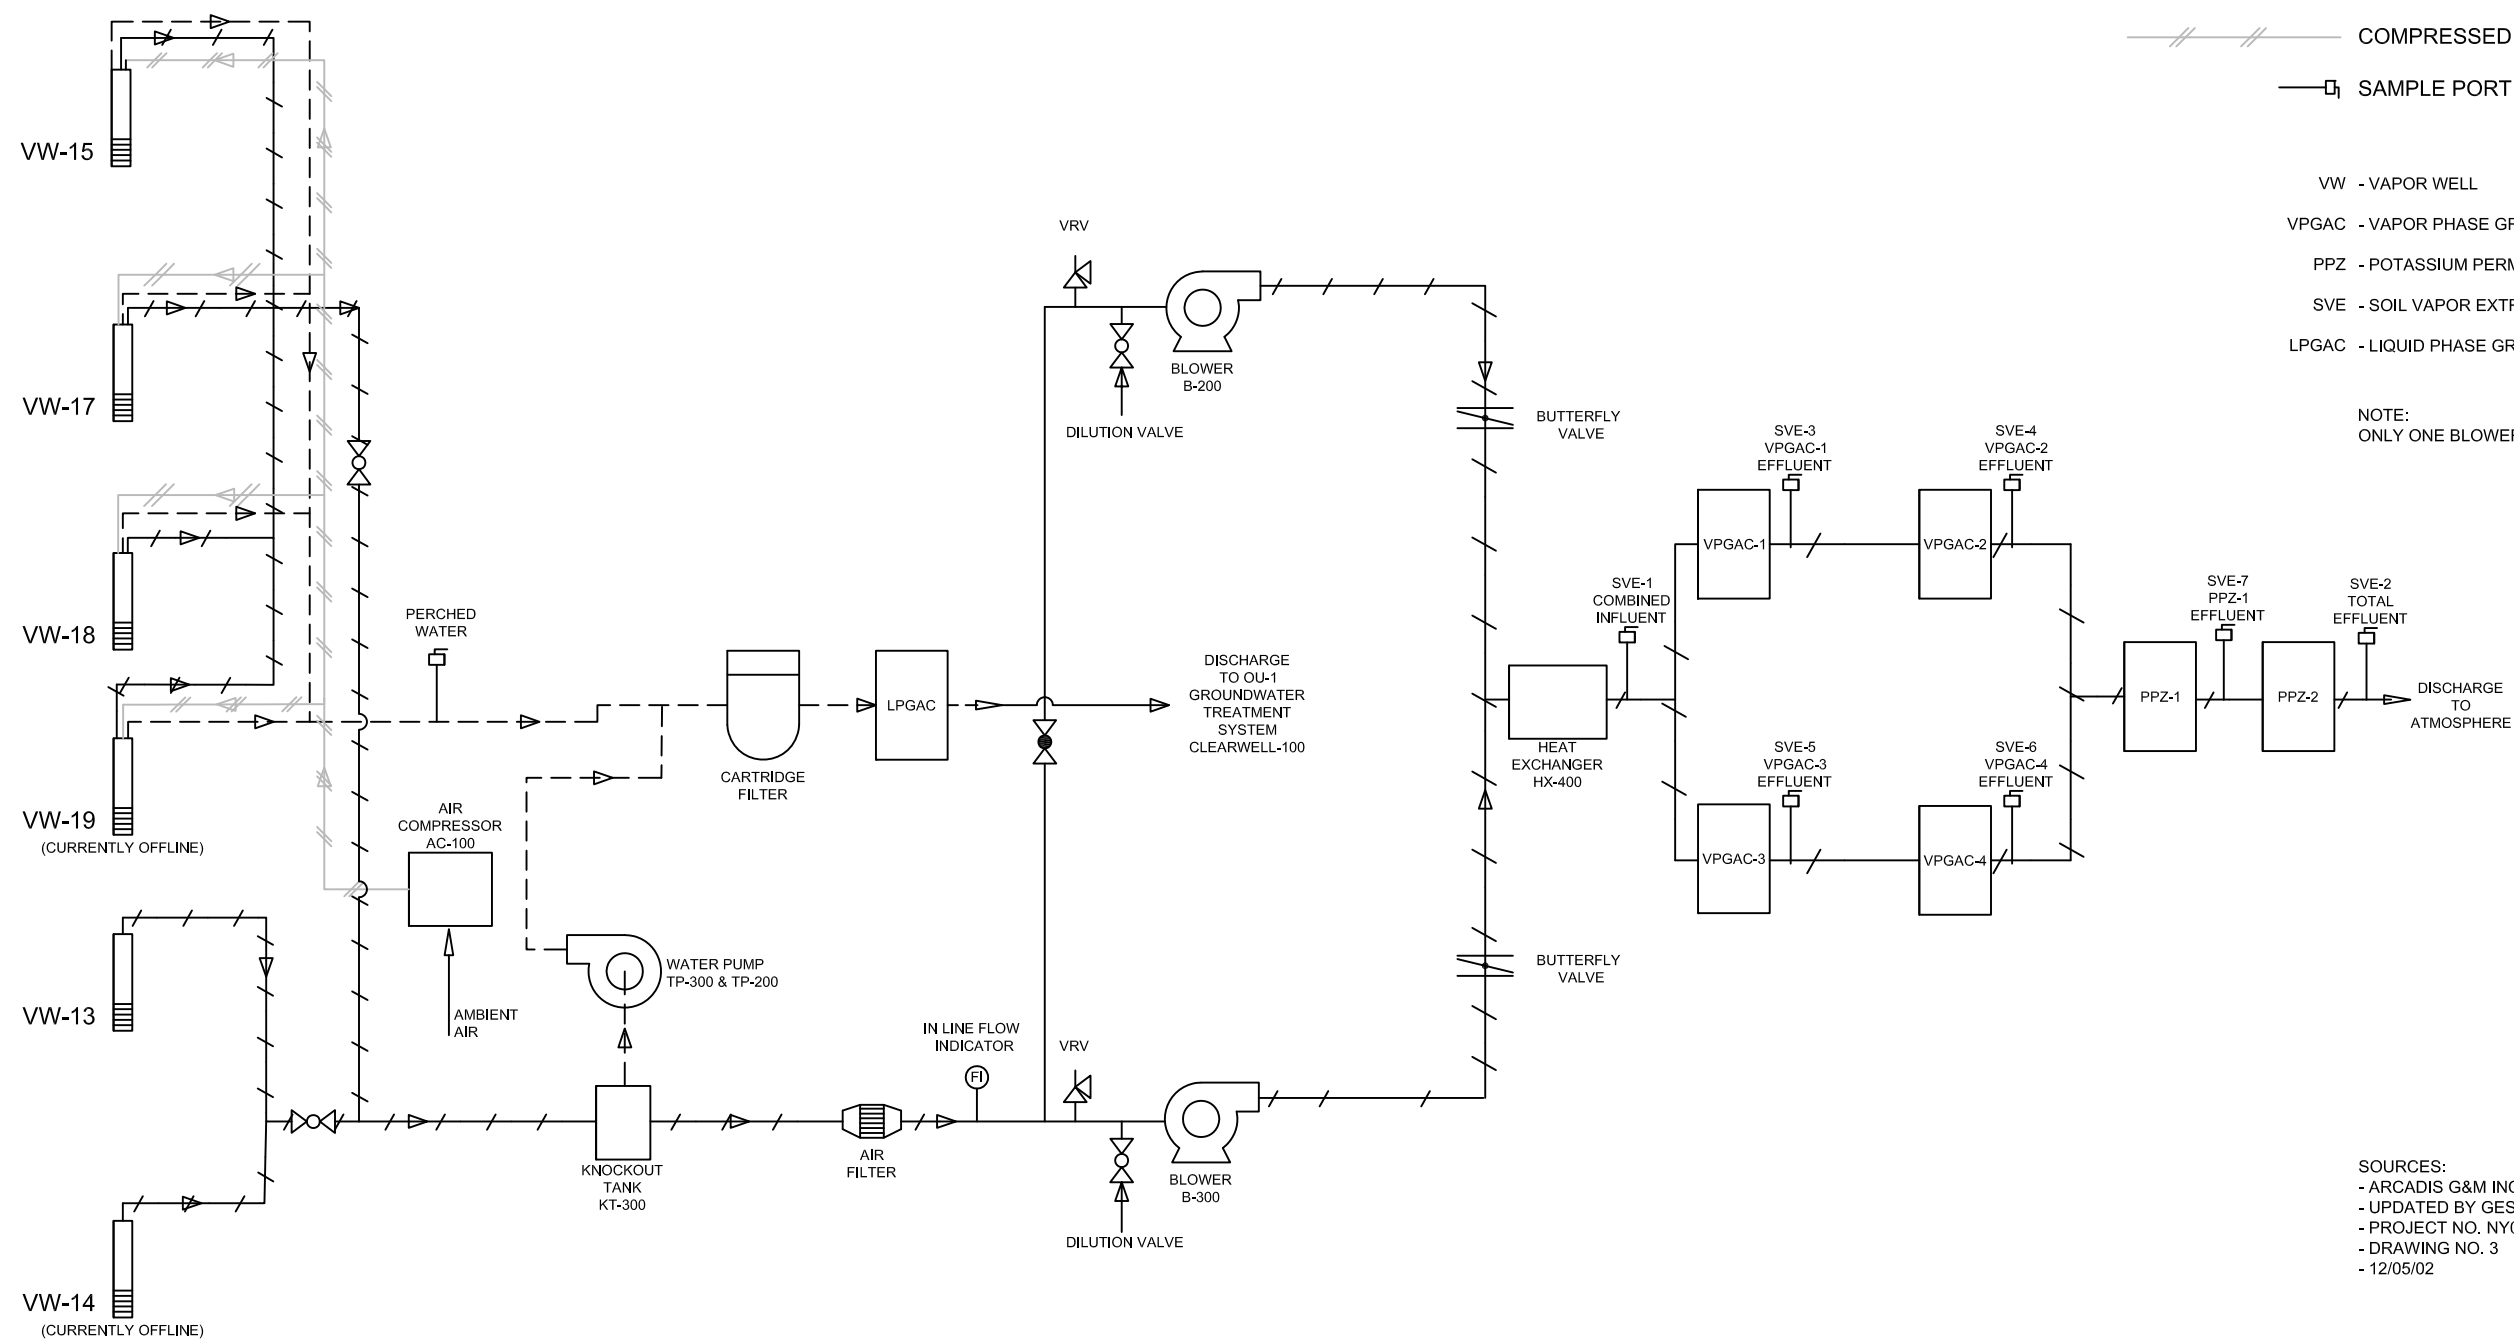 COMPRESSED
SAMPLE PORT
VW - VAPOR WELL
VPGAC - VAPOR PHASE
PPZ - POTASSIUM
SVE - SOIL VAPOR
LPGAC - LIQUID PHASE
NOTE:
ONLY ONE BLOWER
VW-15
VW-17
VW-18
VW-19
(CURRENTLY OFFLINE)
VW-13
VW-14
(CURRENTLY OFFLINE)
PERCHED
WATER
AIR
COMPRESSOR
AC-100
AMBIENT
AIR
WATER PUMP
TP-300 & TP-200
KNOCKOUT
TANK
KT-300
CARTRIDGE
FILTER
LPGAC
DISCHARGE
TO OU-1
GROUNDWATER
TREATMENT
SYSTEM
CLEARWELL-100
AIR
FILTER
IN LINE FLOW
INDICATOR
FI
VRV
DILUTION VALVE
BLOWER
B-200
VRV
DILUTION VALVE
BLOWER
B-300
BUTTERFLY
VALVE
BUTTERFLY
VALVE
HEAT
EXCHANGER
HX-400
SVE-1
COMBINED
INFLUENT
VPGAC-1
SVE-3
VPGAC-1
EFFLUENT
VPGAC-2
SVE-4
VPGAC-2
EFFLUENT
VPGAC-3
SVE-5
VPGAC-3
EFFLUENT
VPGAC-4
SVE-6
VPGAC-4
EFFLUENT
PPZ-1
SVE-7
PPZ-1
EFFLUENT
PPZ-2
SVE-2
TOTAL
EFFLUENT
DISCHARGE
TO
ATMOSPHERE
SOURCES:
- ARCADIS G&M
- UPDATED BY
- PROJECT NO.
- DRAWING NO. 3
- 12/05/02